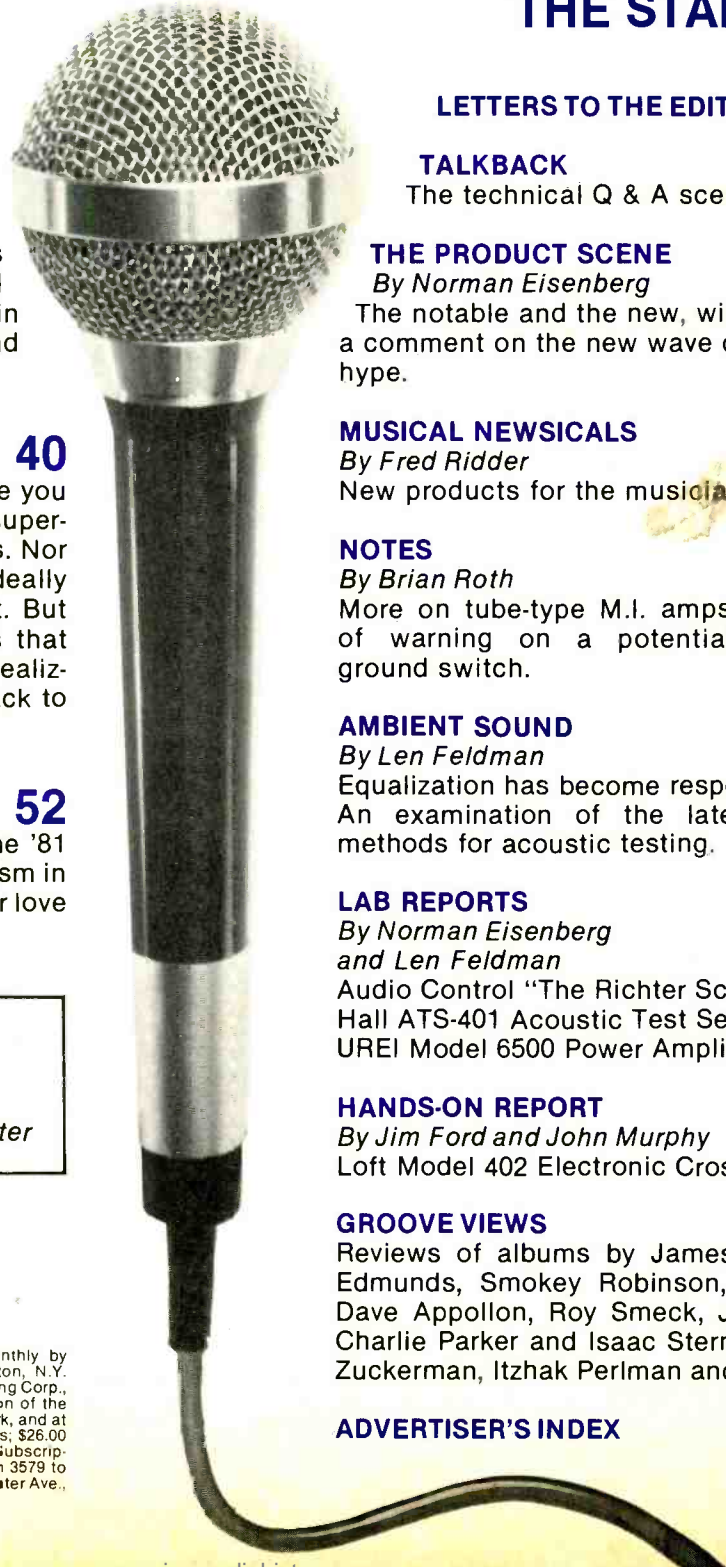 THE STA
LETTERS TO THE EDIT
TALKBACK
The technical Q & A sce
THE PRODUCT SCENE
By Norman Eisenberg
The notable and the new, wi
a comment on the new wave
hype.
MUSICAL NEWSICALS
By Fred Ridder
New products for the musicia
NOTES
By Brian Roth
More on tube-type M.I. amps
of warning on a potentia
ground switch.
AMBIENT SOUND
By Len Feldman
Equalization has become resp
An examination of the late
methods for acoustic testing.
LAB REPORTS
By Norman Eisenberg
and Len Feldman
Audio Control "The Richter Sc
Hall ATS-401 Acoustic Test Se
UREI Model 6500 Power Ampli
HANDS-ON REPORT
By Jim Ford and John Murphy
Loft Model 402 Electronic Cros
GROOVE VIEWS
Reviews of albums by James
Edmunds, Smokey Robinson,
Dave Appollon, Roy Smeck, J
Charlie Parker and Isaac Stern
Zuckerman, Itzhak Perlman and
ADVERTISER'S INDEX
s
in
nd
40
e you
super-
s. Nor
deally
t. But
s that
ealiz-
ck to
52
he '81
sm in
r love
ter
nthly by
ton, N.Y.
ng Corp.,
on of the
k, and at
s; $26.00
Subscrip-
n 3579 to
ater Ave.,